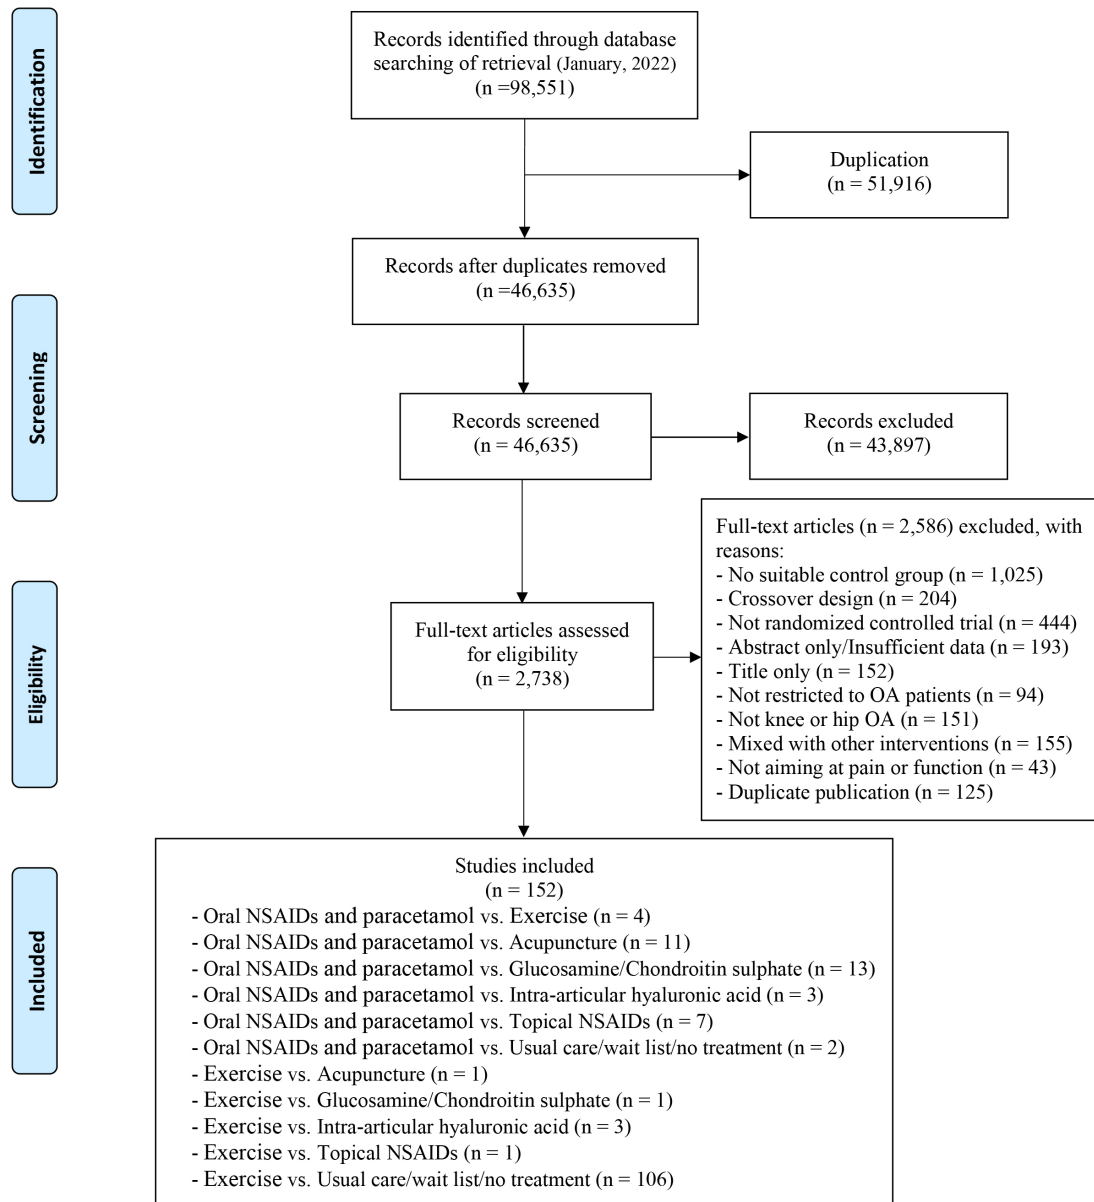 Identification
Records identified through database
searching of retrieval (January, 2022)
(n =98,551)
Duplication
(n = 51,916)
Records after duplicates removed
(n =46,635)
Screening
Records screened
(n = 46,635)
Records excluded
(n = 43,897)
Eligibility
Full-text articles assessed
for eligibility
(n = 2,738)
Full-text articles (n = 2,586) excluded, with
reasons:
- No suitable control group (n = 1,025)
- Crossover design (n = 204)
- Not randomized controlled trial (n = 444)
- Abstract only/Insufficient data (n = 193)
- Title only (n = 152)
- Not restricted to OA patients (n = 94)
- Not knee or hip OA (n = 151)
- Mixed with other interventions (n = 155)
- Not aiming at pain or function (n = 43)
- Duplicate publication (n = 125)
Included
Studies included
(n = 152)
- Oral NSAIDs and paracetamol vs. Exercise (n = 4)
- Oral NSAIDs and paracetamol vs. Acupuncture (n = 11)
- Oral NSAIDs and paracetamol vs. Glucosamine/Chondroitin sulphate (n = 13)
- Oral NSAIDs and paracetamol vs. Intra-articular hyaluronic acid (n = 3)
- Oral NSAIDs and paracetamol vs. Topical NSAIDs (n = 7)
- Oral NSAIDs and paracetamol vs. Usual care/wait list/no treatment (n = 2)
- Exercise vs. Acupuncture (n = 1)
- Exercise vs. Glucosamine/Chondroitin sulphate (n = 1)
- Exercise vs. Intra-articular hyaluronic acid (n = 3)
- Exercise vs. Topical NSAIDs (n = 1)
- Exercise vs. Usual care/wait list/no treatment (n = 106)